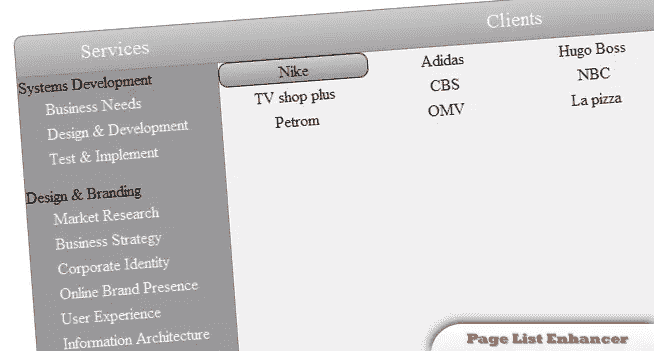 Services
Clients
Systems Development
Business Needs
Design & Development
Test & Implement
Design & Branding
Market Research
Business Strategy
Corporate Identity
Online Brand Presence
User Experience
Information Architecture
Nike
Adidas
Hugo Boss
TV shop plus
CBS
NBC
Petrom
OMV
La pizza
Page List Enhancer